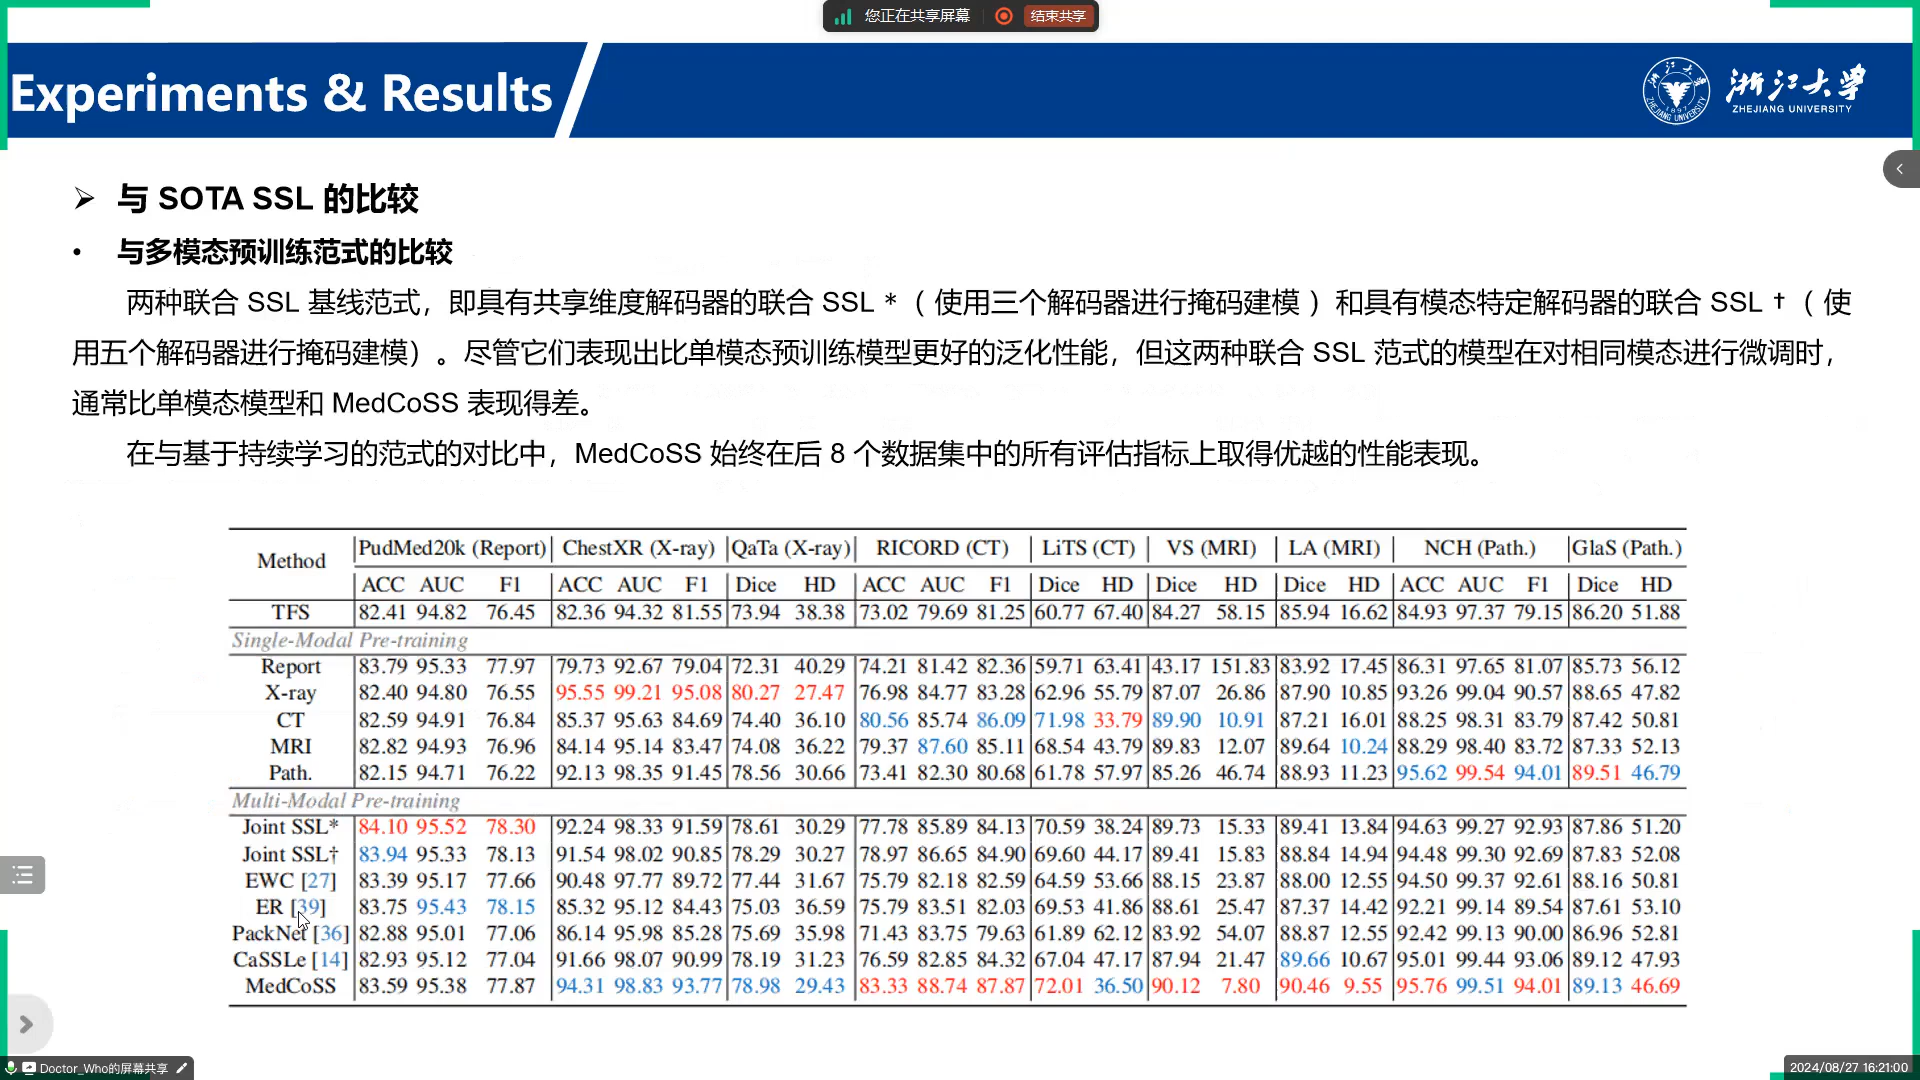 您正在共享屏幕 结束共享
Experiments & Results
浙江大学
ZHEJIANG UNIVERSITY
➢ 与 SOTA SSL 的比较
• 与多模态预训练范式的比较
两种联合 SSL 基线范式，即具有共享维度解码器的联合 SSL *（ 使用三个解码器进行掩码建模 ）和具有模态特定解码器的联合 SSL †（ 使
用五个解码器进行掩码建模）。尽管它们表现出比单模态预训练模型更好的泛化性能，但这两种联合 SSL 范式的模型在对相同模态进行微调时，
通常比单模态模型和 MedCoSS 表现得差。
在与基于持续学习的范式的对比中，MedCoSS 始终在后 8 个数据集中的所有评估指标上取得优越的性能表现。
Method PudMed20k (Report) ChestXR (X-ray) QaTa (X-ray) RICORD (CT) LiTS (CT) VS (MRI) LA (MRI) NCH (Path.) GlaS (Path.)
ACC AUC F1 ACC AUC F1 Dice HD ACC AUC F1 Dice HD Dice HD Dice HD ACC AUC F1 Dice HD
TFS 82.41 94.82 76.45 82.36 94.32 81.55 73.94 38.38 73.02 79.69 81.25 60.77 67.40 84.27 58.15 85.94 16.62 84.93 97.37 79.15 86.20 51.88
Single-Modal Pre-training
Report 83.79 95.33 77.97 79.73 92.67 79.04 72.31 40.29 74.21 81.42 82.36 59.71 63.41 43.17 151.83 83.92 17.45 86.31 97.65 81.07 85.73 56.12
X-ray 82.40 94.80 76.55 95.55 99.21 95.08 80.27 27.47 76.98 84.77 83.28 62.96 55.79 87.07 26.86 87.90 10.85 93.26 99.04 90.57 88.65 47.82
CT 82.59 94.91 76.84 85.37 95.63 84.69 74.40 36.10 80.56 85.74 86.09 71.98 33.79 89.90 10.91 87.21 16.01 88.25 98.31 83.79 87.42 50.81
MRI 82.82 94.93 76.96 84.14 95.14 83.47 74.08 36.22 79.37 87.60 85.11 68.54 43.79 89.83 12.07 89.64 10.24 88.29 98.40 83.72 87.33 52.13
Path. 82.15 94.71 76.22 92.13 98.35 91.45 78.56 30.66 73.41 82.30 80.68 61.78 57.97 85.26 46.74 88.93 11.23 95.62 99.54 94.01 89.51 46.79
Multi-Modal Pre-training
Joint SSL* 84.10 95.52 78.30 92.24 98.33 91.59 78.61 30.29 77.78 85.89 84.13 70.59 38.24 89.73 15.33 89.41 13.84 94.63 99.27 92.93 87.86 51.20
Joint SSL† 83.94 95.33 78.13 91.54 98.02 90.85 78.29 30.27 78.97 86.65 84.90 69.60 44.17 89.41 15.83 88.84 14.94 94.48 99.30 92.69 87.83 52.08
EWC [27] 83.39 95.17 77.66 90.48 97.77 89.72 77.44 31.67 75.79 82.18 82.59 64.59 53.66 88.15 23.87 88.00 12.55 94.50 99.37 92.61 88.16 50.81
ER [39] 83.75 95.43 78.15 85.32 95.12 84.43 75.03 36.59 75.79 83.51 82.03 69.53 41.86 88.61 25.47 87.37 14.42 92.21 99.14 89.54 87.61 53.10
PackNet [36] 82.88 95.01 77.06 86.14 95.98 85.28 75.69 35.98 71.43 83.75 79.63 61.89 62.12 83.92 54.07 88.87 12.55 92.42 99.13 90.00 86.96 52.81
CaSSLe [14] 82.93 95.12 77.04 91.66 98.07 90.99 78.19 31.23 76.59 82.85 84.32 67.04 47.17 87.94 21.47 89.66 10.67 95.01 99.44 93.06 89.12 47.93
MedCoSS 83.59 95.38 77.87 94.31 98.83 93.77 78.98 29.43 83.33 88.74 87.87 72.01 36.50 90.12 7.80 90.46 9.55 95.76 99.51 94.01 89.13 46.69
Doctor_Who的屏幕共享
2024/08/27 16:21:00